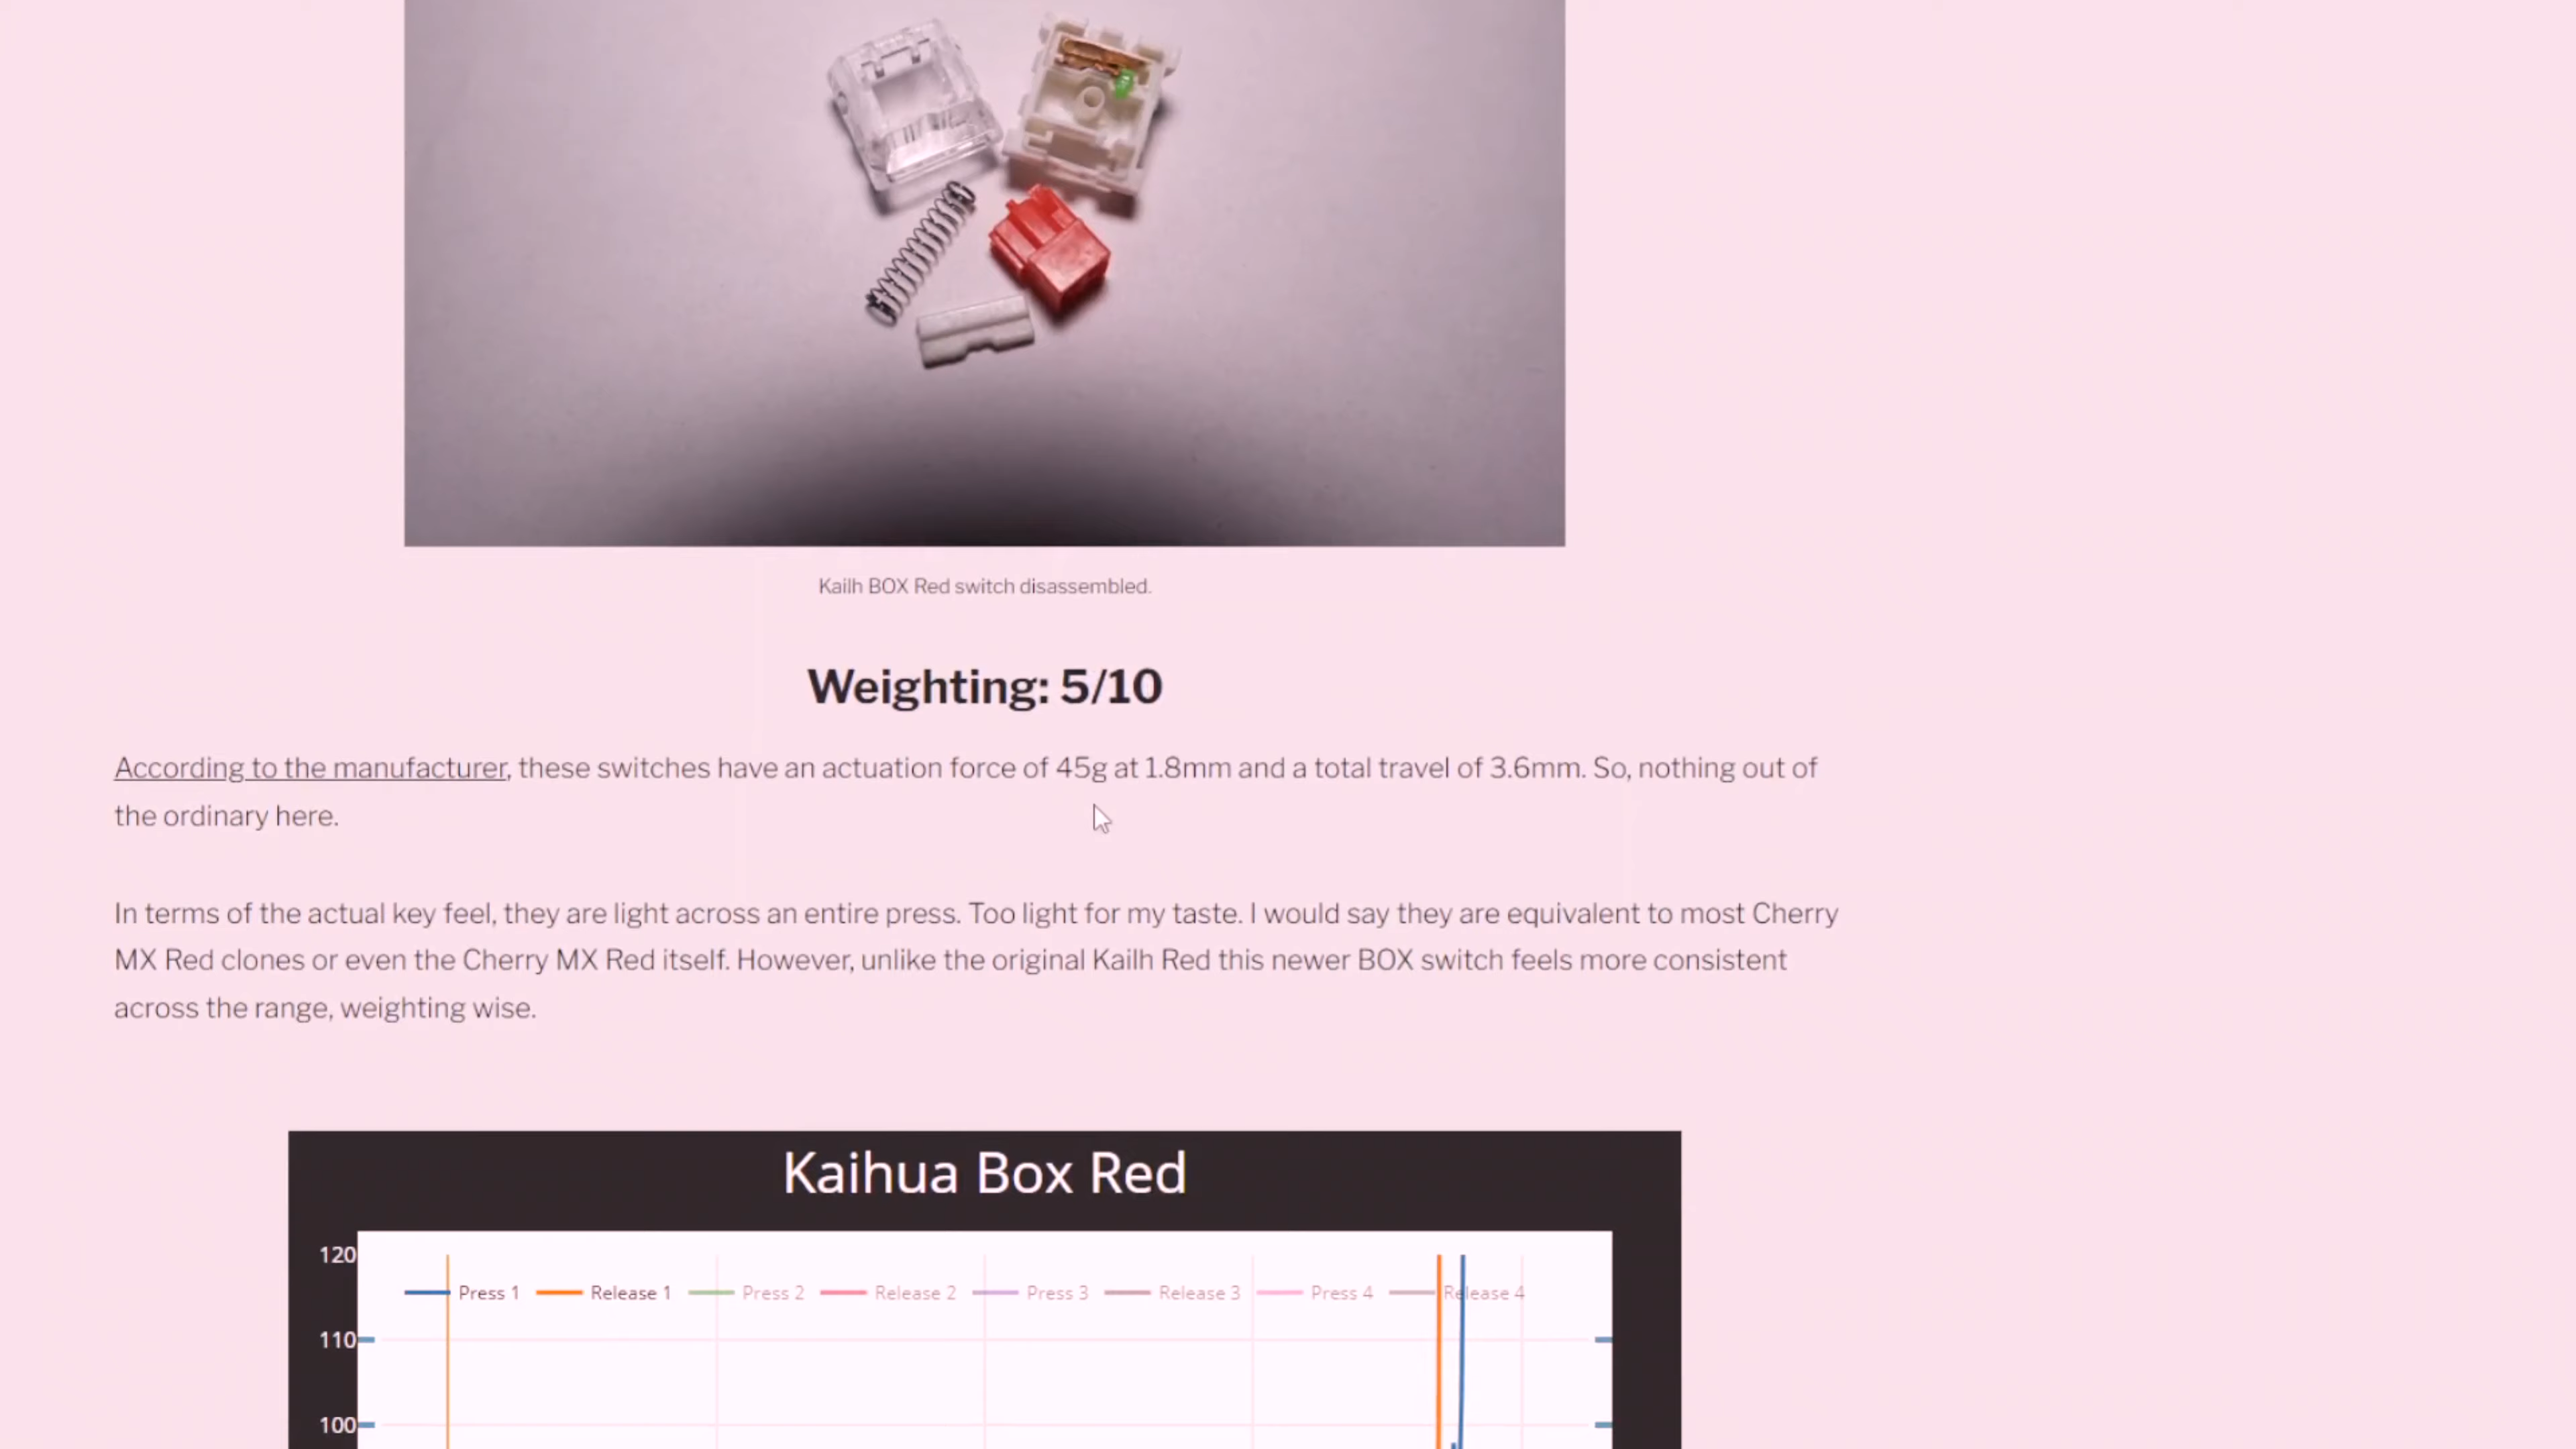 Kailh BOX Red switch disassembled.
Weighting: 5/10
According to the manufacturer, these switches have an actuation force of 45g at 1.8mm and a total travel of 3.6mm. So, nothing out of
the ordinary here.
In terms of the actual key feel, they are light across an entire press. Too light for my taste. I would say they are equivalent to most Cherry
MX Red clones or even the Cherry MX Red itself. However, unlike the original Kailh Red this newer BOX switch feels more consistent
across the range, weighting wise.
Kaihua Box Red
120
Press 1 Release 1 Press 2 Release 2 Press 3 Release 3 Press 4 Release 4
110
100